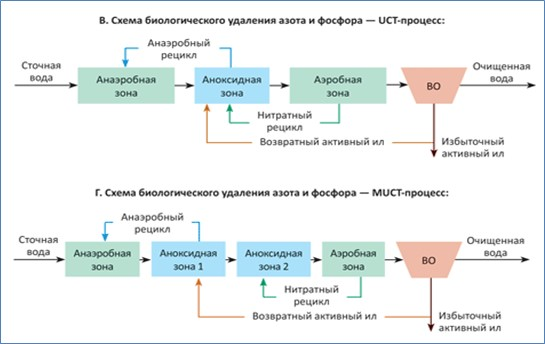 В. Схема биологического удаления азота и фосфора — UCT-процесс:
Анаэробный
рецикл
Сточная
вода
Анаэробная
зона
Аноксидная
зона
Аэробная
зона
ВО
Очищенная
вода
Нитратный
рецикл
Возвратный активный ил
Избыточный
активный ил
Г. Схема биологического удаления азота и фосфора — MUCT-процесс:
Анаэробный
рецикл
Сточная
вода
Анаэробная
зона
Аноксидная
зона 1
Аноксидная
зона 2
Аэробная
зона
ВО
Очищенная
вода
Нитратный
рецикл
Возвратный активный ил
Избыточный
активный ил